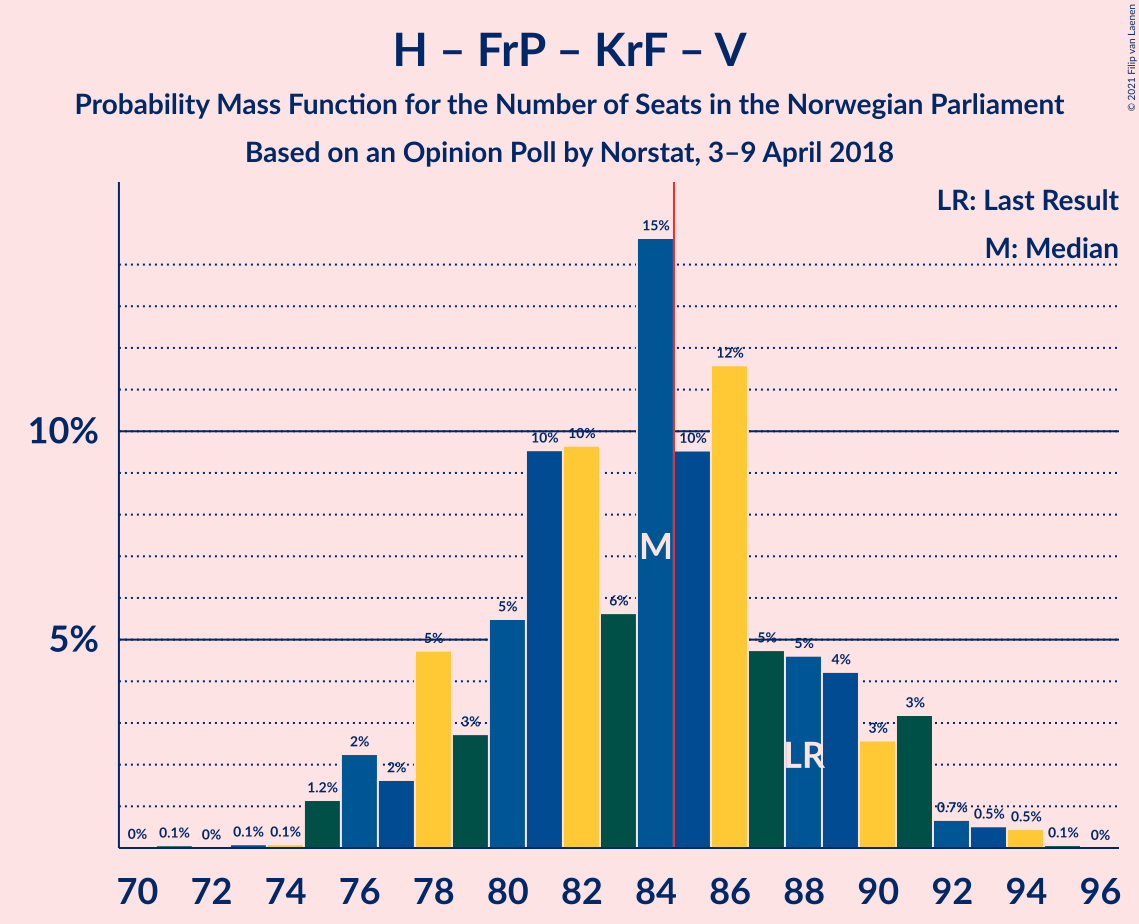 © 2021 Filip van Laenen
H – FrP – KrF – V
Probability Mass Function for the Number of Seats in the Norwegian Parliament
Based on an Opinion Poll by Norstat, 3–9 April 2018
LR: Last Result
M: Median
10%
5%
0% 0.1% 0% 0.1% 0.1% 1.2% 2% 2% 5% 3% 5% 10% 10% 6% 15% 10% 12% 5% 5% 4% 3% 3% 0.7% 0.5% 0.5% 0.1% 0%
M
LR
70 72 74 76 78 80 82 84 86 88 90 92 94 96